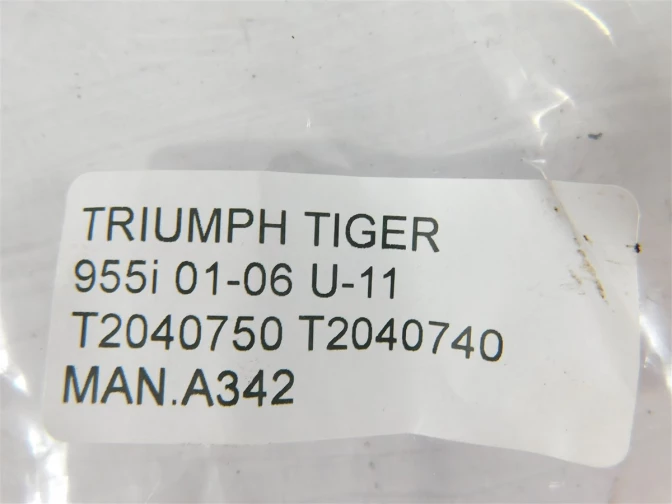 TRIUMPH TIGER
955i 01-06 U-11
T2040750 T2040740
MAN.A342